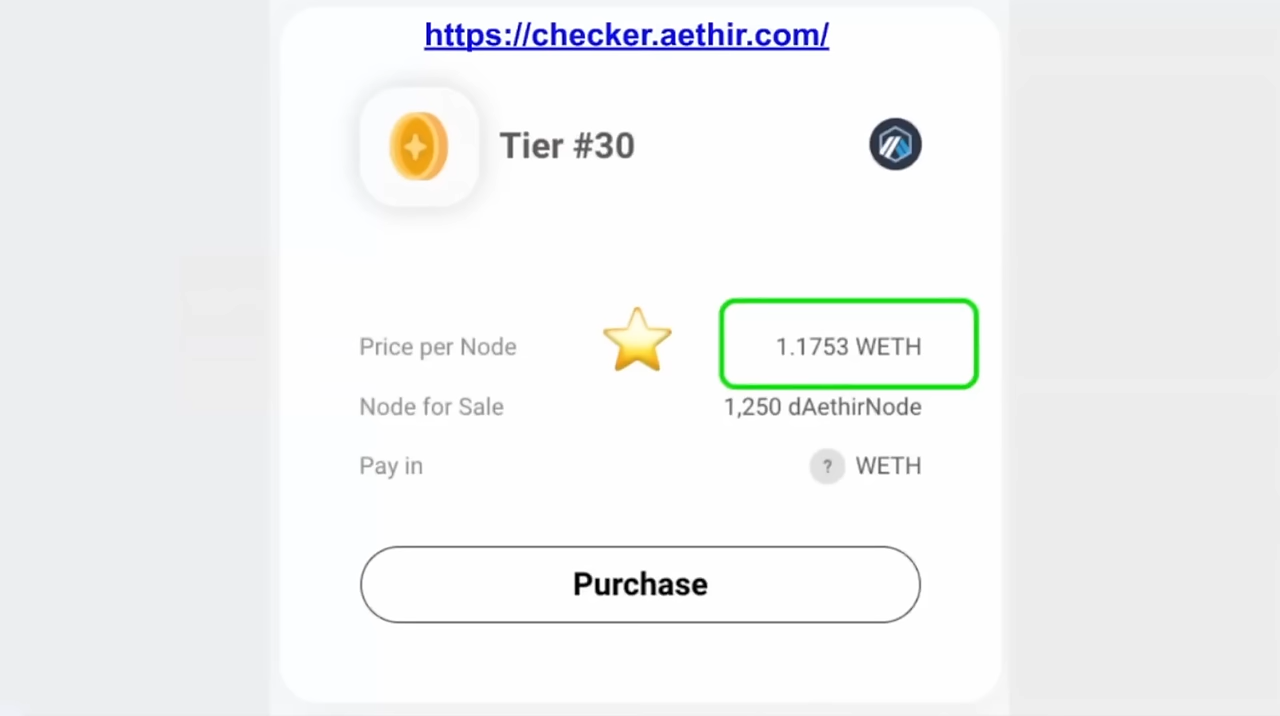 https://checker.aethir.com/
Tier #30
Price per Node 1.1753 WETH
Node for Sale 1,250 dAethirNode
Pay in ? WETH
Purchase